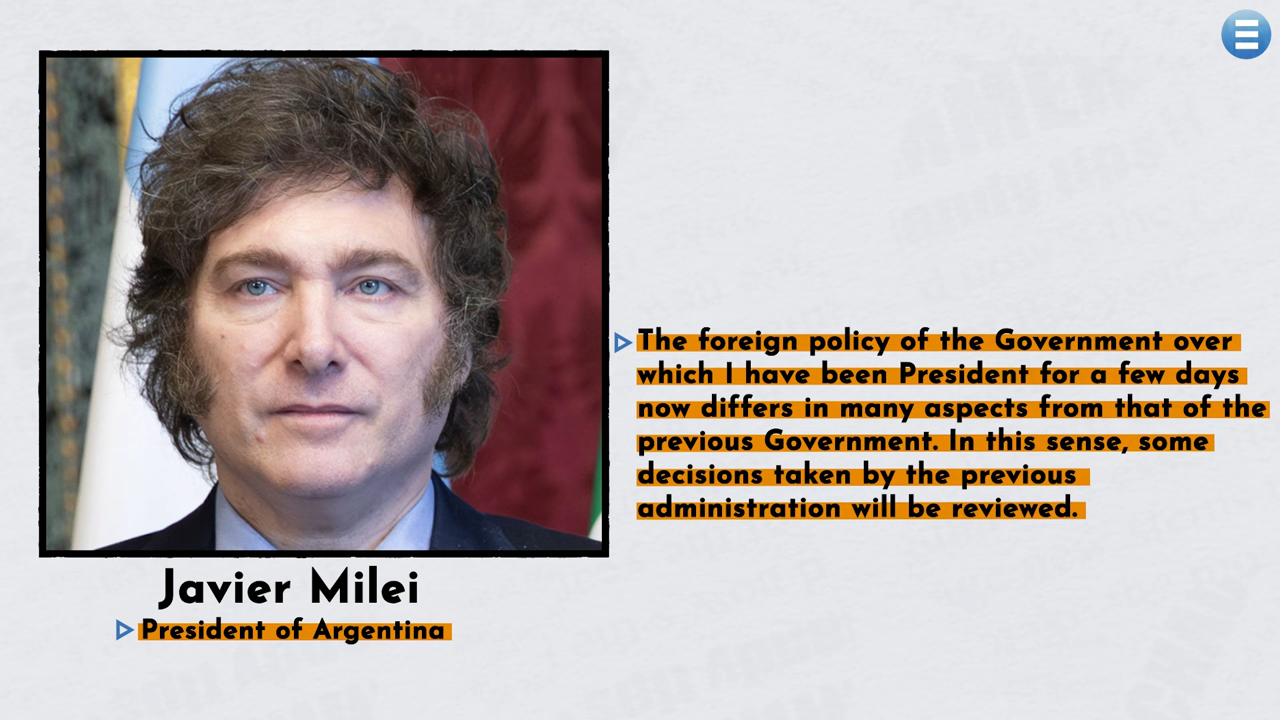 The foreign policy of the Government over
which I have been President for a few days
now differs in many aspects from that of the
previous Government. In this sense, some
decisions taken by the previous
administration will be reviewed.
Javier Milei
President of Argentina